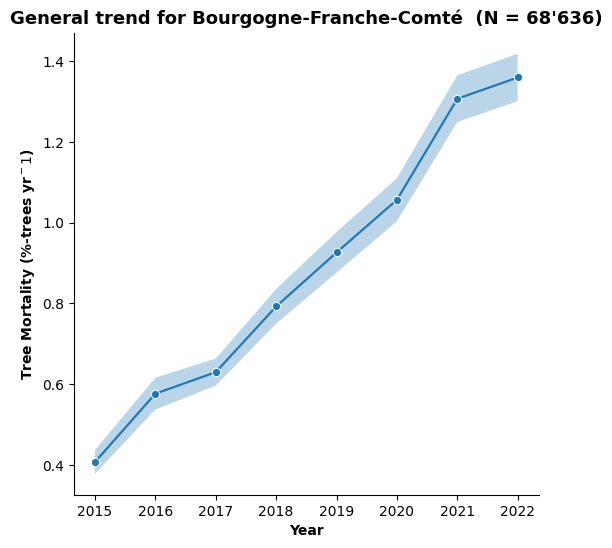 General trend for Bourgogne-Franche-Comté  (N = 68'636)
Tree Mortality (%-trees yr⁻1)
1.4
1.2
1.0
0.8
0.6
0.4
2015 2016 2017 2018 2019 2020 2021 2022
Year